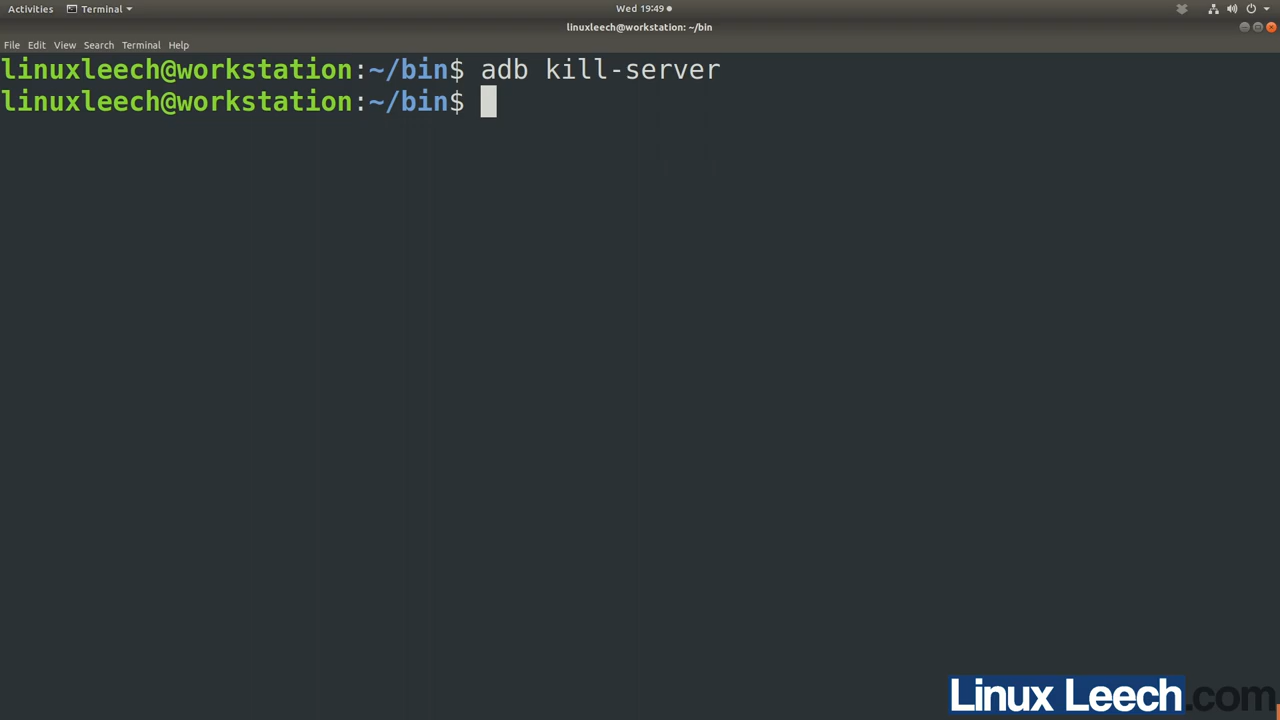 Activities Terminal Wed 19:49
linuxleech@workstation: ~/bin
File Edit View Search Terminal Help
linuxleech@workstation:~/bin$ adb kill-server
linuxleech@workstation:~/bin$
Linux Leech.com